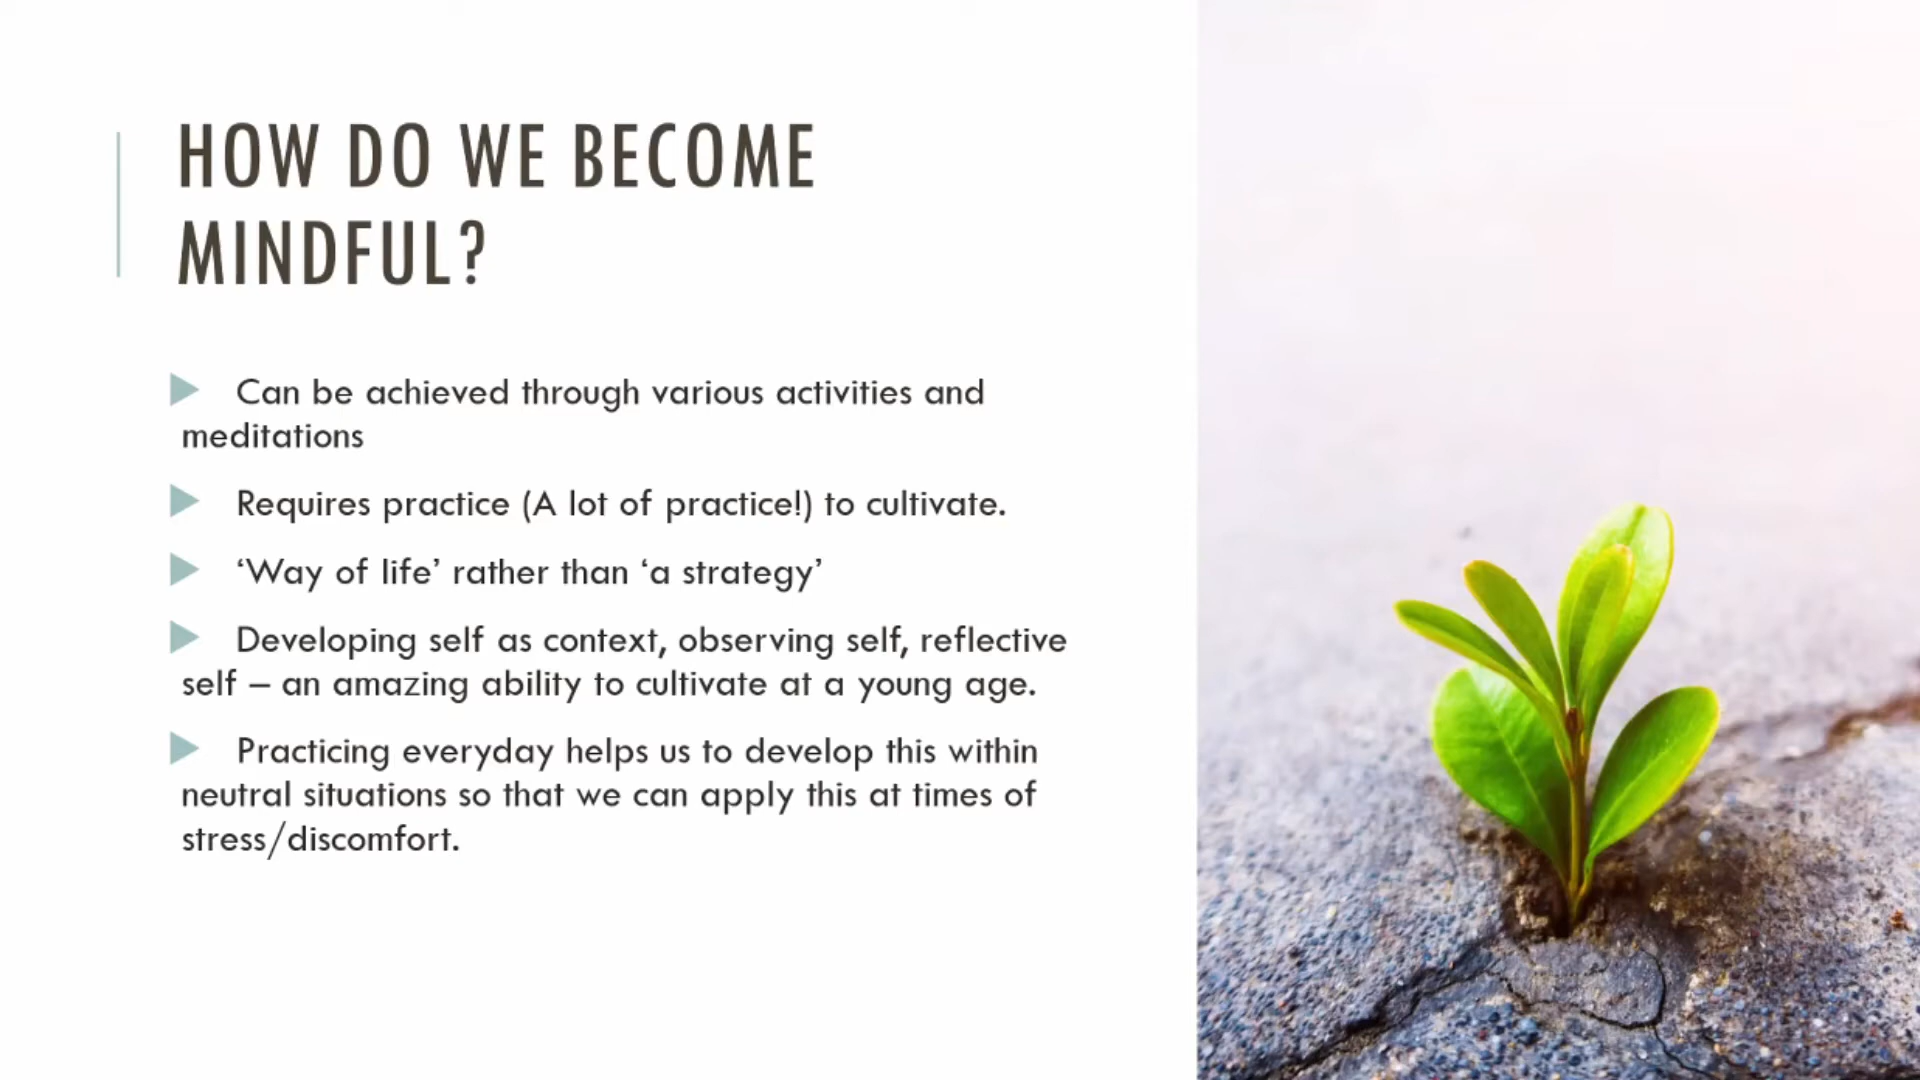 HOW DO WE BECOME
MINDFUL?
Can be achieved through various activities and
meditations
Requires practice (A lot of practice!) to cultivate.
‘Way of life’ rather than ‘a strategy’
Developing self as context, observing self, reflective
self – an amazing ability to cultivate at a young age.
Practicing everyday helps us to develop this within
neutral situations so that we can apply this at times of
stress/discomfort.